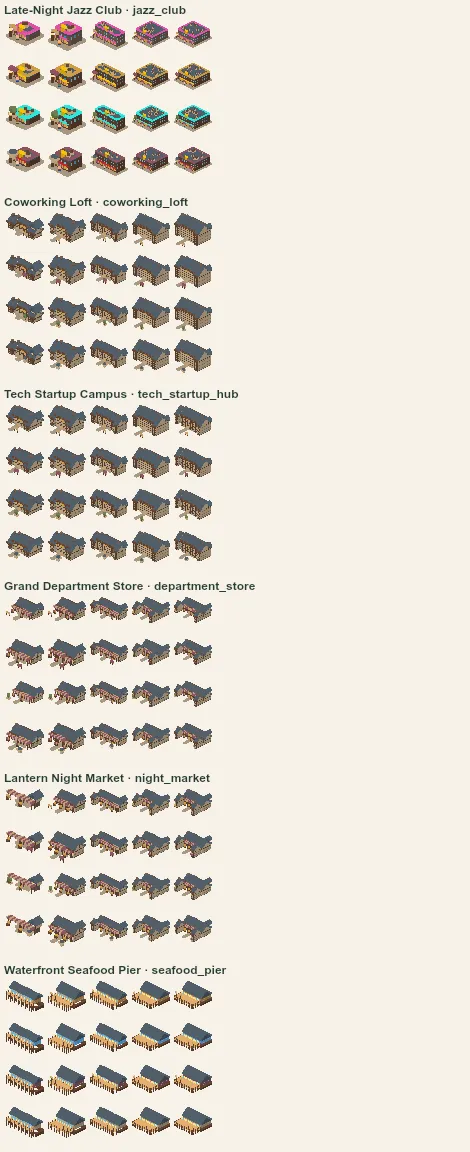 Late-Night Jazz Club · jazz_club
Coworking Loft · coworking_loft
Tech Startup Campus · tech_startup_hub
Grand Department Store · department_store
Lantern Night Market · night_market
Waterfront Seafood Pier · seafood_pier